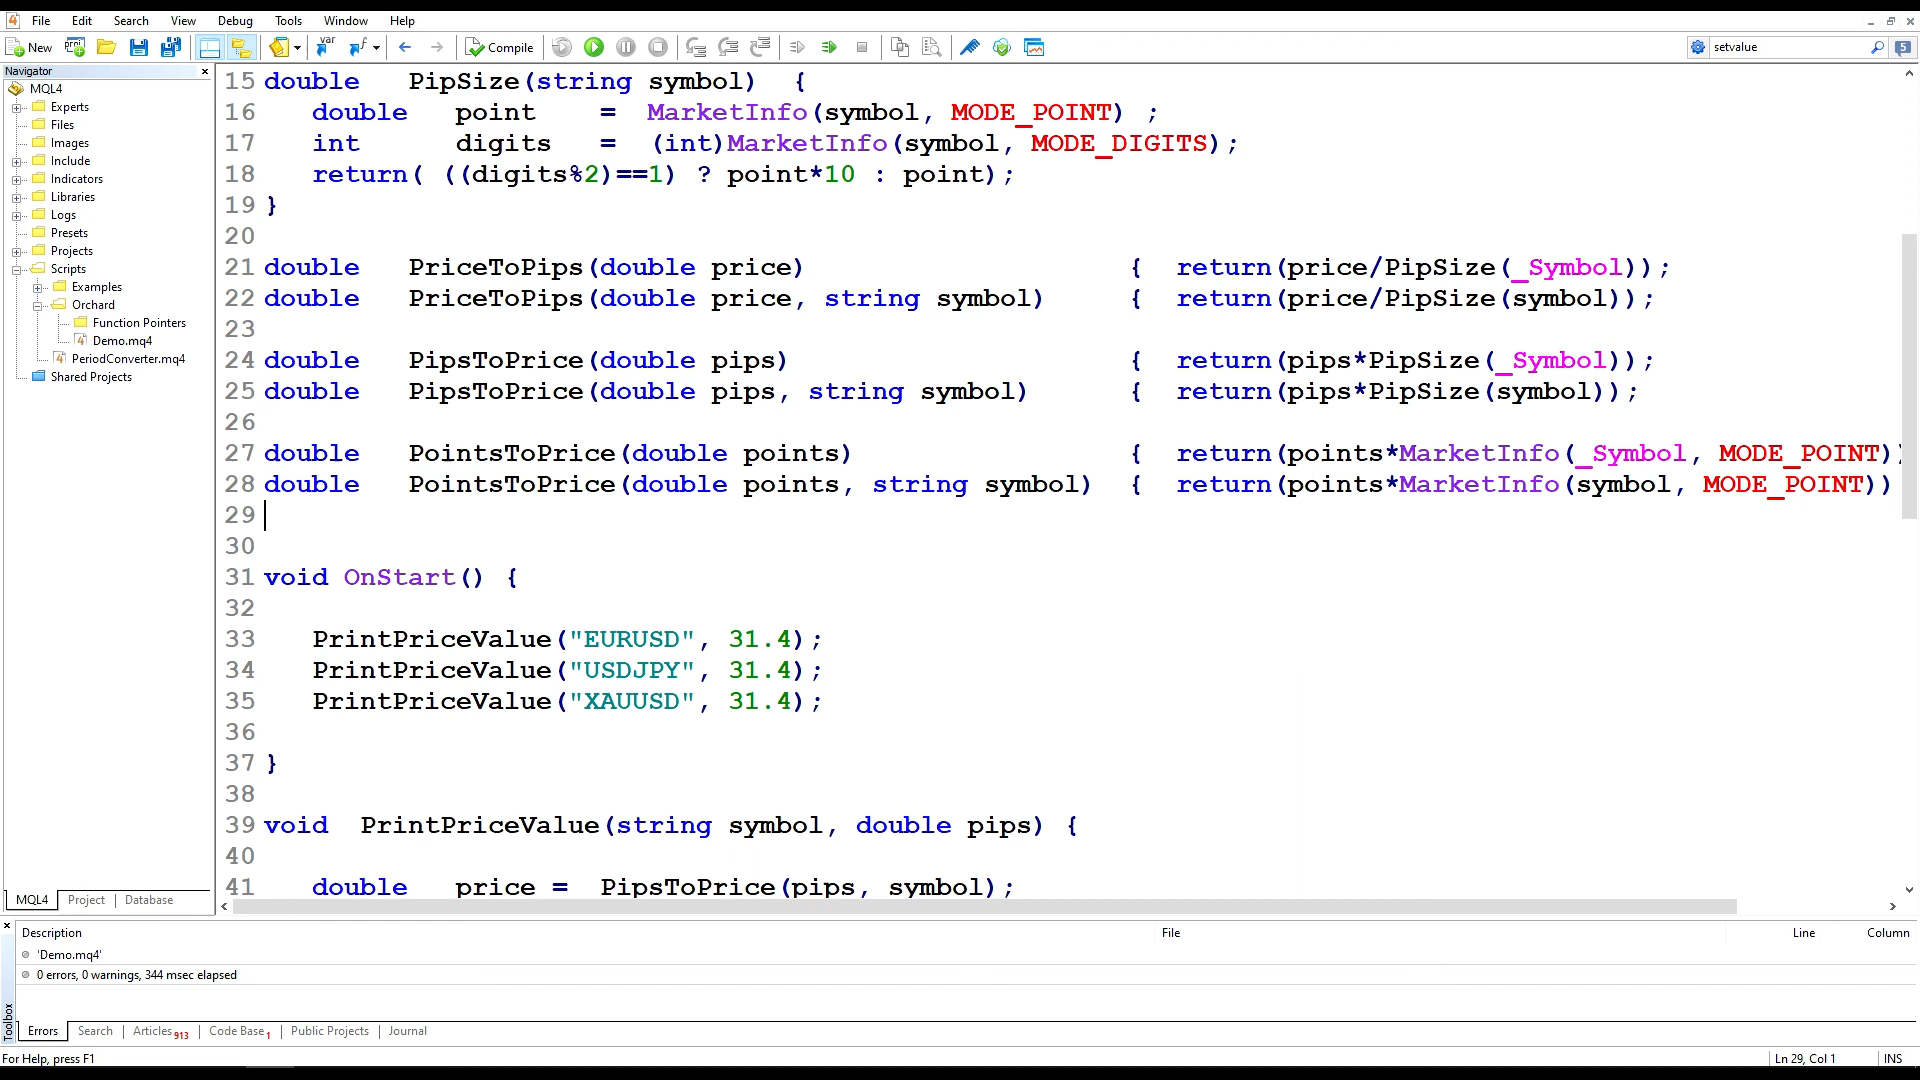 File Edit Search View Debug Tools Window Help
New Compile setvalue 5
Navigator
MQL4
Experts
Files
Images
Include
Indicators
Libraries
Logs
Presets
Projects
Scripts
Examples
Orchard
Function Pointers
Demo.mq4
PeriodConverter.mq4
Shared Projects
MQL4 Project Database
15 double PipSize(string symbol) {
16 double point = MarketInfo(symbol, MODE_POINT) ;
17 int digits = (int)MarketInfo(symbol, MODE_DIGITS);
18 return( ((digits%2)==1) ? point*10 : point);
19 }
20
21 double PriceToPips(double price) { return(price/PipSize(_Symbol));
22 double PriceToPips(double price, string symbol) { return(price/PipSize(symbol));
23
24 double PipsToPrice(double pips) { return(pips*PipSize(_Symbol));
25 double PipsToPrice(double pips, string symbol) { return(pips*PipSize(symbol));
26
27 double PointsToPrice(double points) { return(points*MarketInfo(_Symbol, MODE_POINT))
28 double PointsToPrice(double points, string symbol) { return(points*MarketInfo(symbol, MODE_POINT))
29
30
31 void OnStart() {
32
33 PrintPriceValue("EURUSD", 31.4);
34 PrintPriceValue("USDJPY", 31.4);
35 PrintPriceValue("XAUUSD", 31.4);
36
37 }
38
39 void PrintPriceValue(string symbol, double pips) {
40
41 double price = PipsToPrice(pips, symbol);
Description File Line Column
'Demo.mq4'
0 errors, 0 warnings, 344 msec elapsed
Toolbox
Errors Search Articles 913 Code Base 1 Public Projects Journal
For Help, press F1 Ln 29, Col 1 INS